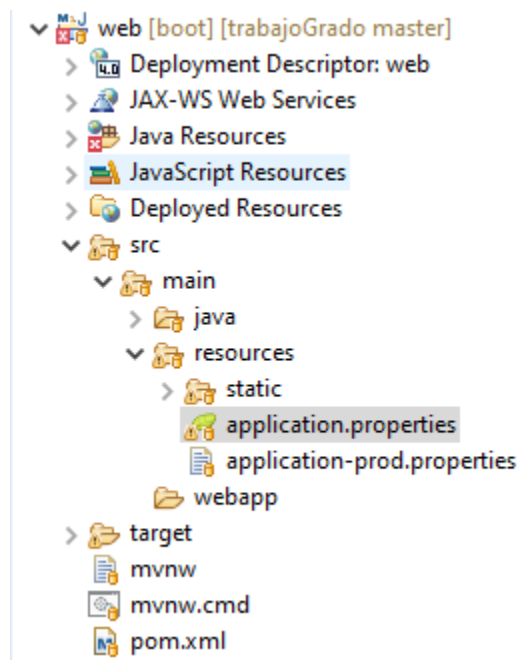 web [boot] [trabajoGrado master]
Deployment Descriptor: web
JAX-WS Web Services
Java Resources
JavaScript Resources
Deployed Resources
src
main
java
resources
static
application.properties
application-prod.properties
webapp
target
mvnw
mvnw.cmd
pom.xml